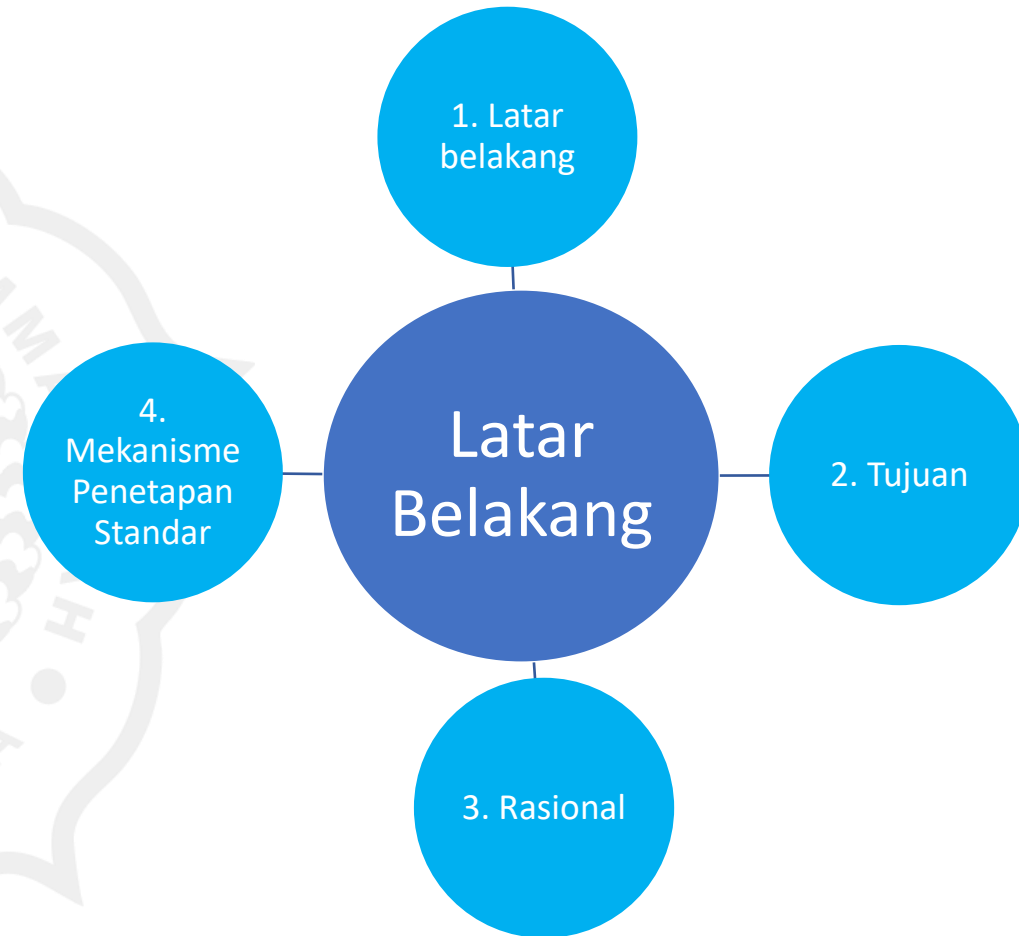 1. Latar
belakang
Latar
Belakang
2. Tujuan
3. Rasional
4.
Mekanisme
Penetapan
Standar